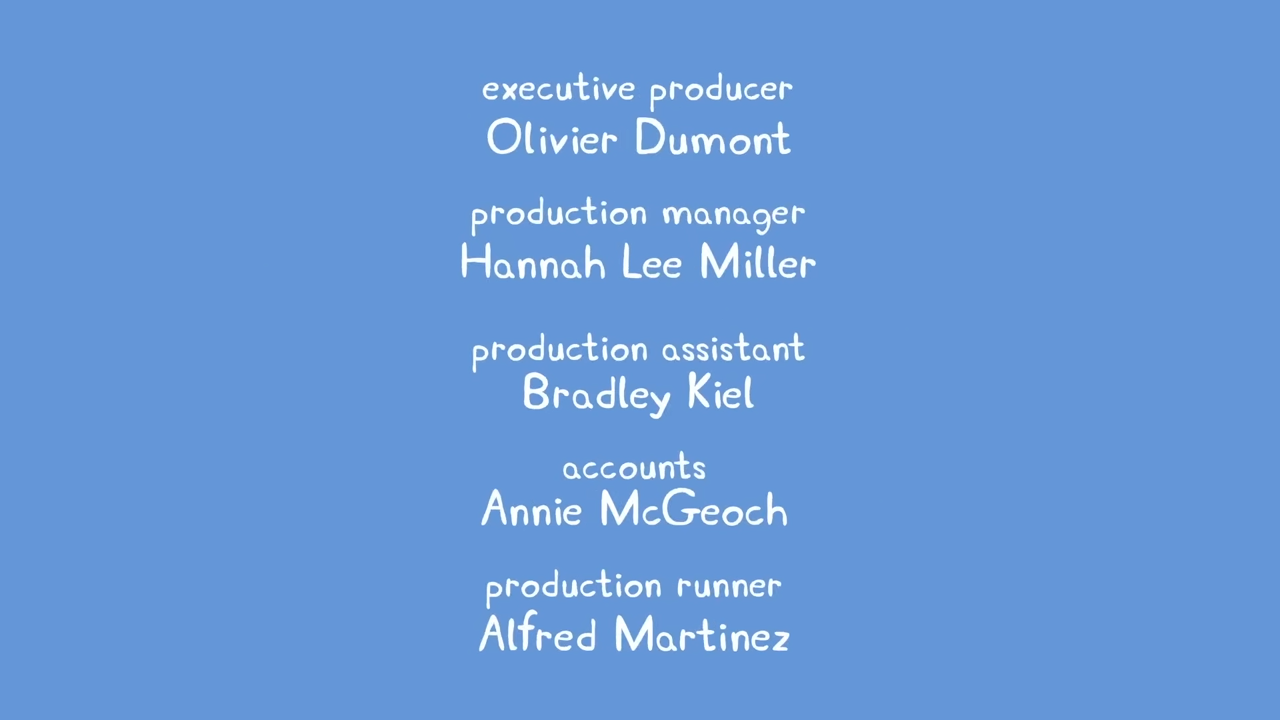 executive producer
Olivier Dumont
production manager
Hannah Lee Miller
production assistant
Bradley Kiel
accounts
Annie McGeoch
production runner
Alfred Martinez